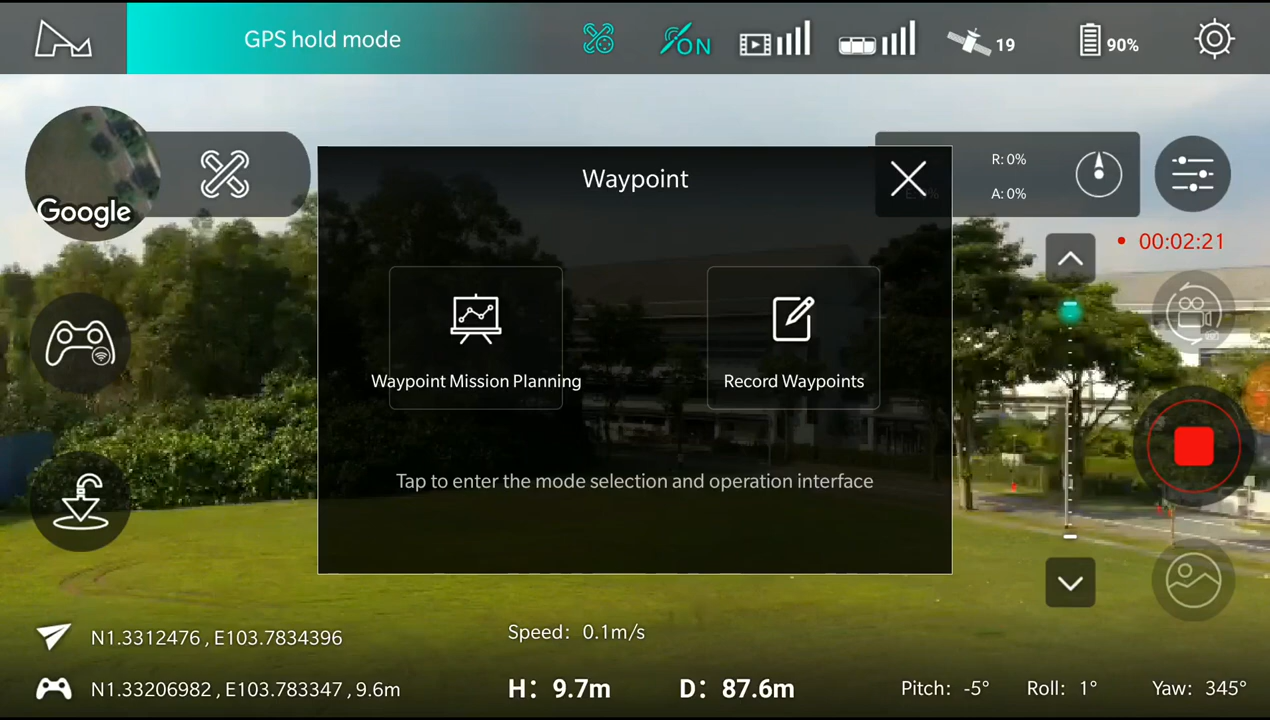 GPS hold mode
ON
19
90%
Google
Waypoint
R: 0%
A: 0%
00:02:21
Waypoint Mission Planning
Record Waypoints
Tap to enter the mode selection and operation interface
N1.3312476 , E103.7834396
Speed: 0.1m/s
N1.33206982 , E103.783347 , 9.6m
H: 9.7m
D: 87.6m
Pitch: -5°
Roll: 1°
Yaw: 345°